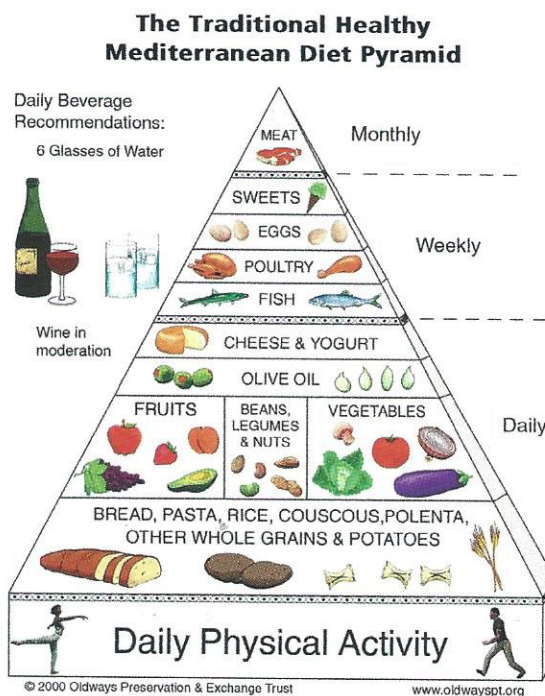 The Traditional Healthy
Mediterranean Diet Pyramid
Daily Beverage
Recommendations:
6 Glasses of Water
Wine in
moderation
MEAT
Monthly
SWEETS
EGGS
POULTRY
FISH
Weekly
CHEESE & YOGURT
OLIVE OIL
FRUITS
BEANS,
LEGUMES
& NUTS
VEGETABLES
Daily
BREAD, PASTA, RICE, COUSCOUS,POLENTA,
OTHER WHOLE GRAINS & POTATOES
Daily Physical Activity
© 2000 Oldways Preservation & Exchange Trust
www.oldwayspt.org